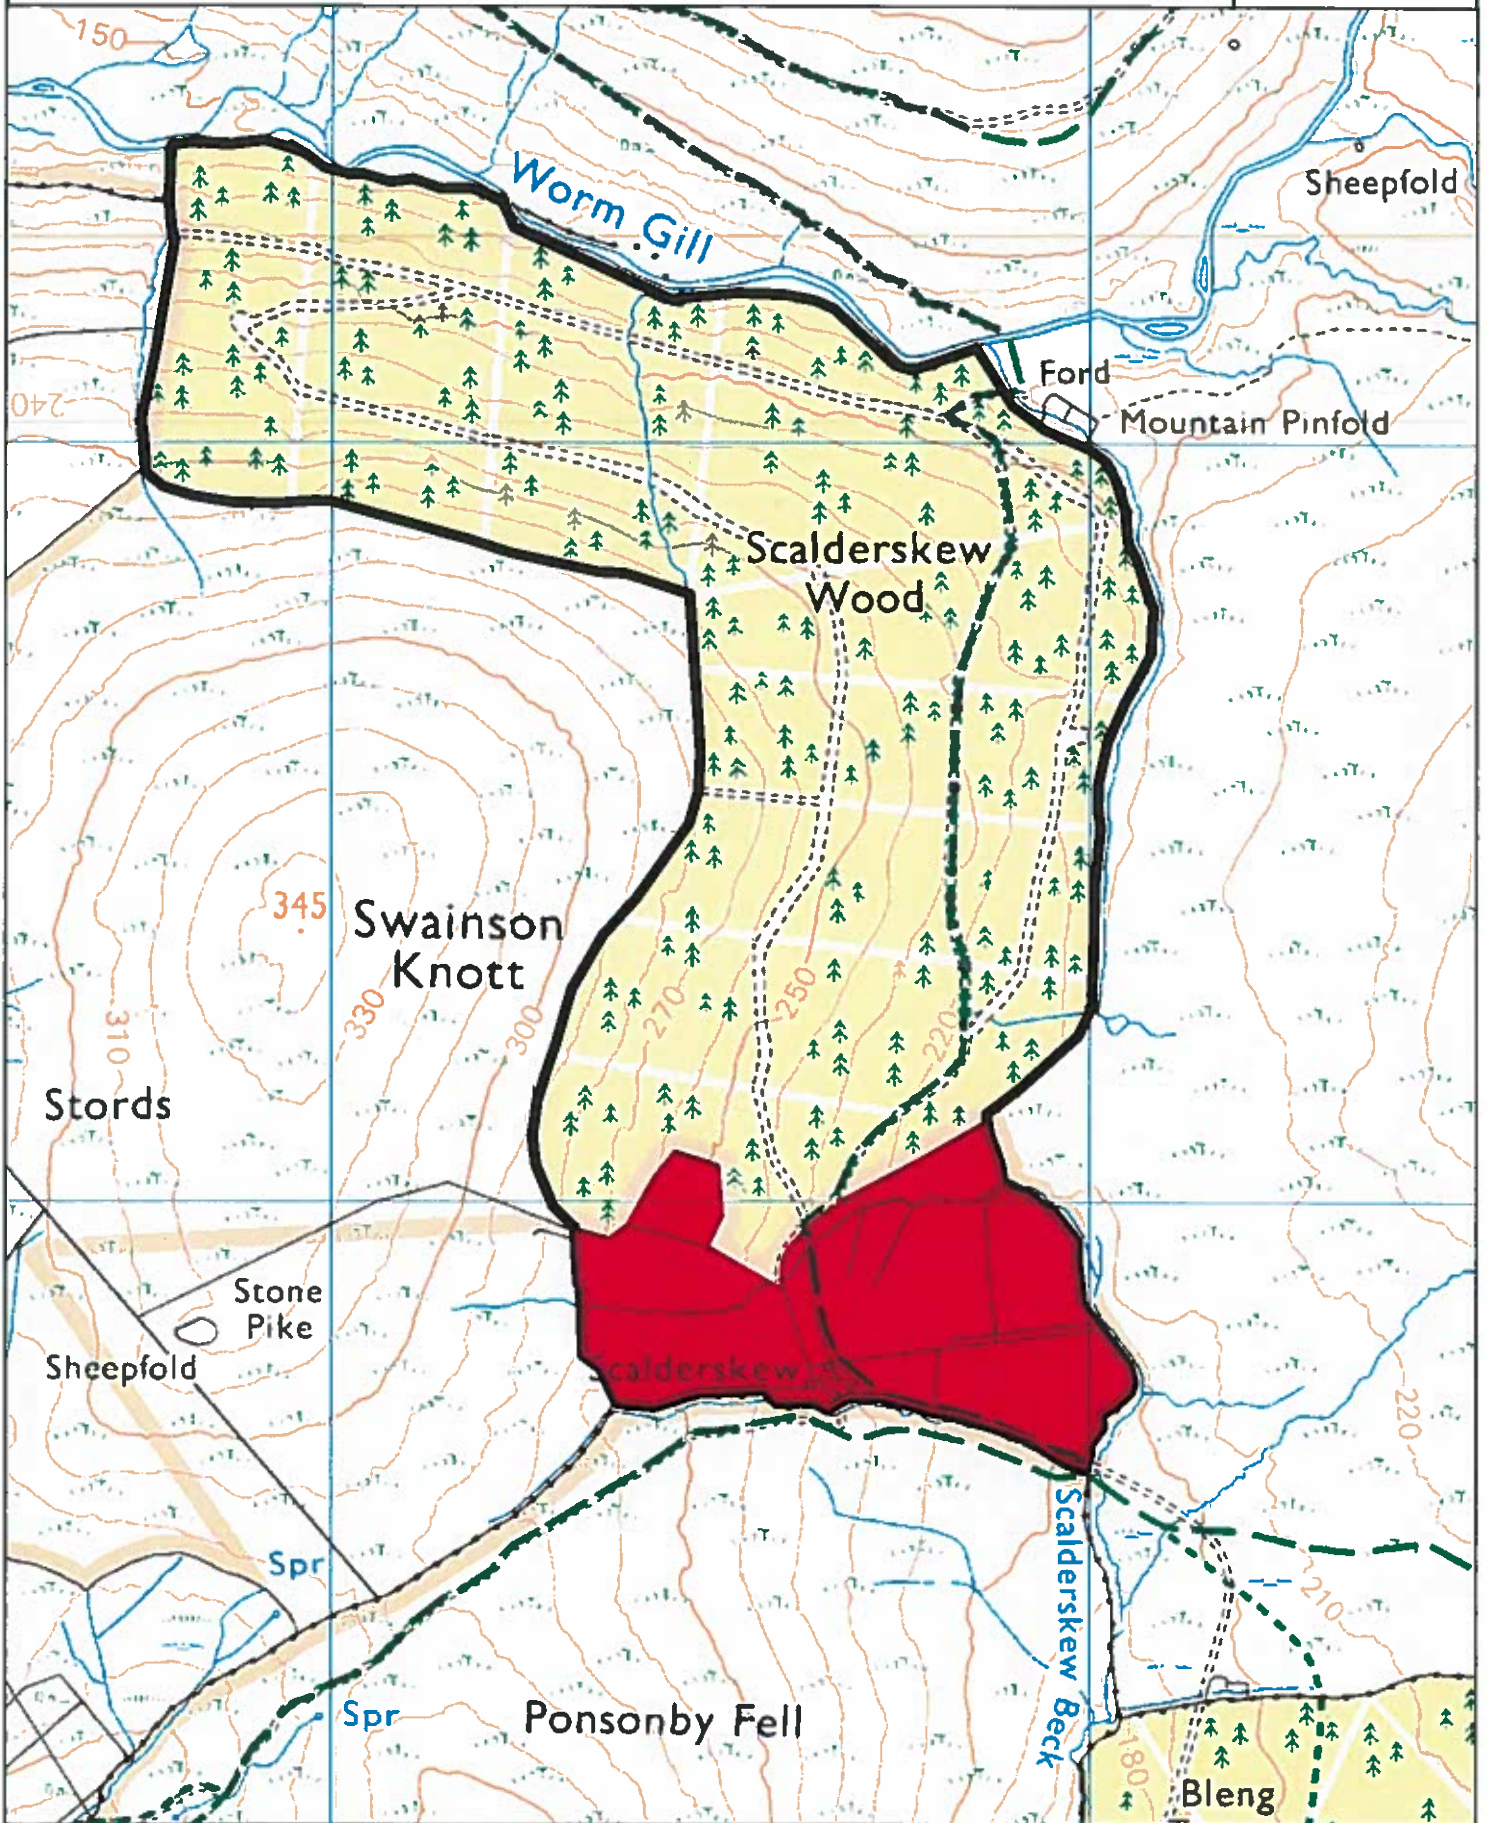 150
Sheepfold
Worm Gill
Ford
Mountain Pinfold
240
Scalderskew
Wood
345
Swainson
Knott
330
310
300
270
250
220
Stords
Stone
Pike
Sheepfold
Scalderskew
220
Spr
Scalderskew Beck
210
Spr
Ponsonby Fell
180
Bleng